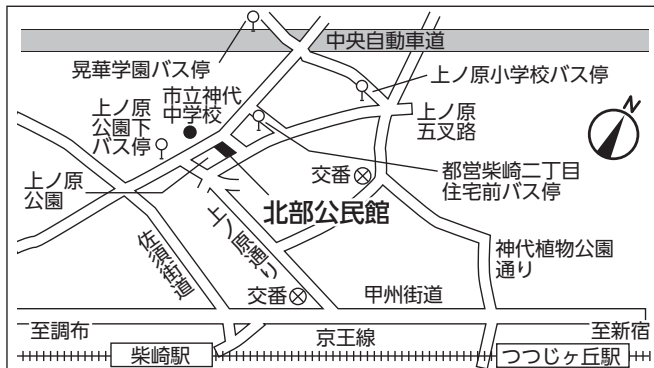 中央自動車道
晃華学園バス停
上ノ原小学校バス停
市立神代
中学校
上ノ原
公園下
バス停
上ノ原
五叉路
N
都営柴崎二丁目
住宅前バス停
交番
上ノ原
公園
北部公民館
上ノ原通り
佐須街道
神代植物公園
通り
交番
甲州街道
至調布
京王線
至新宿
柴崎駅
つつじヶ丘駅